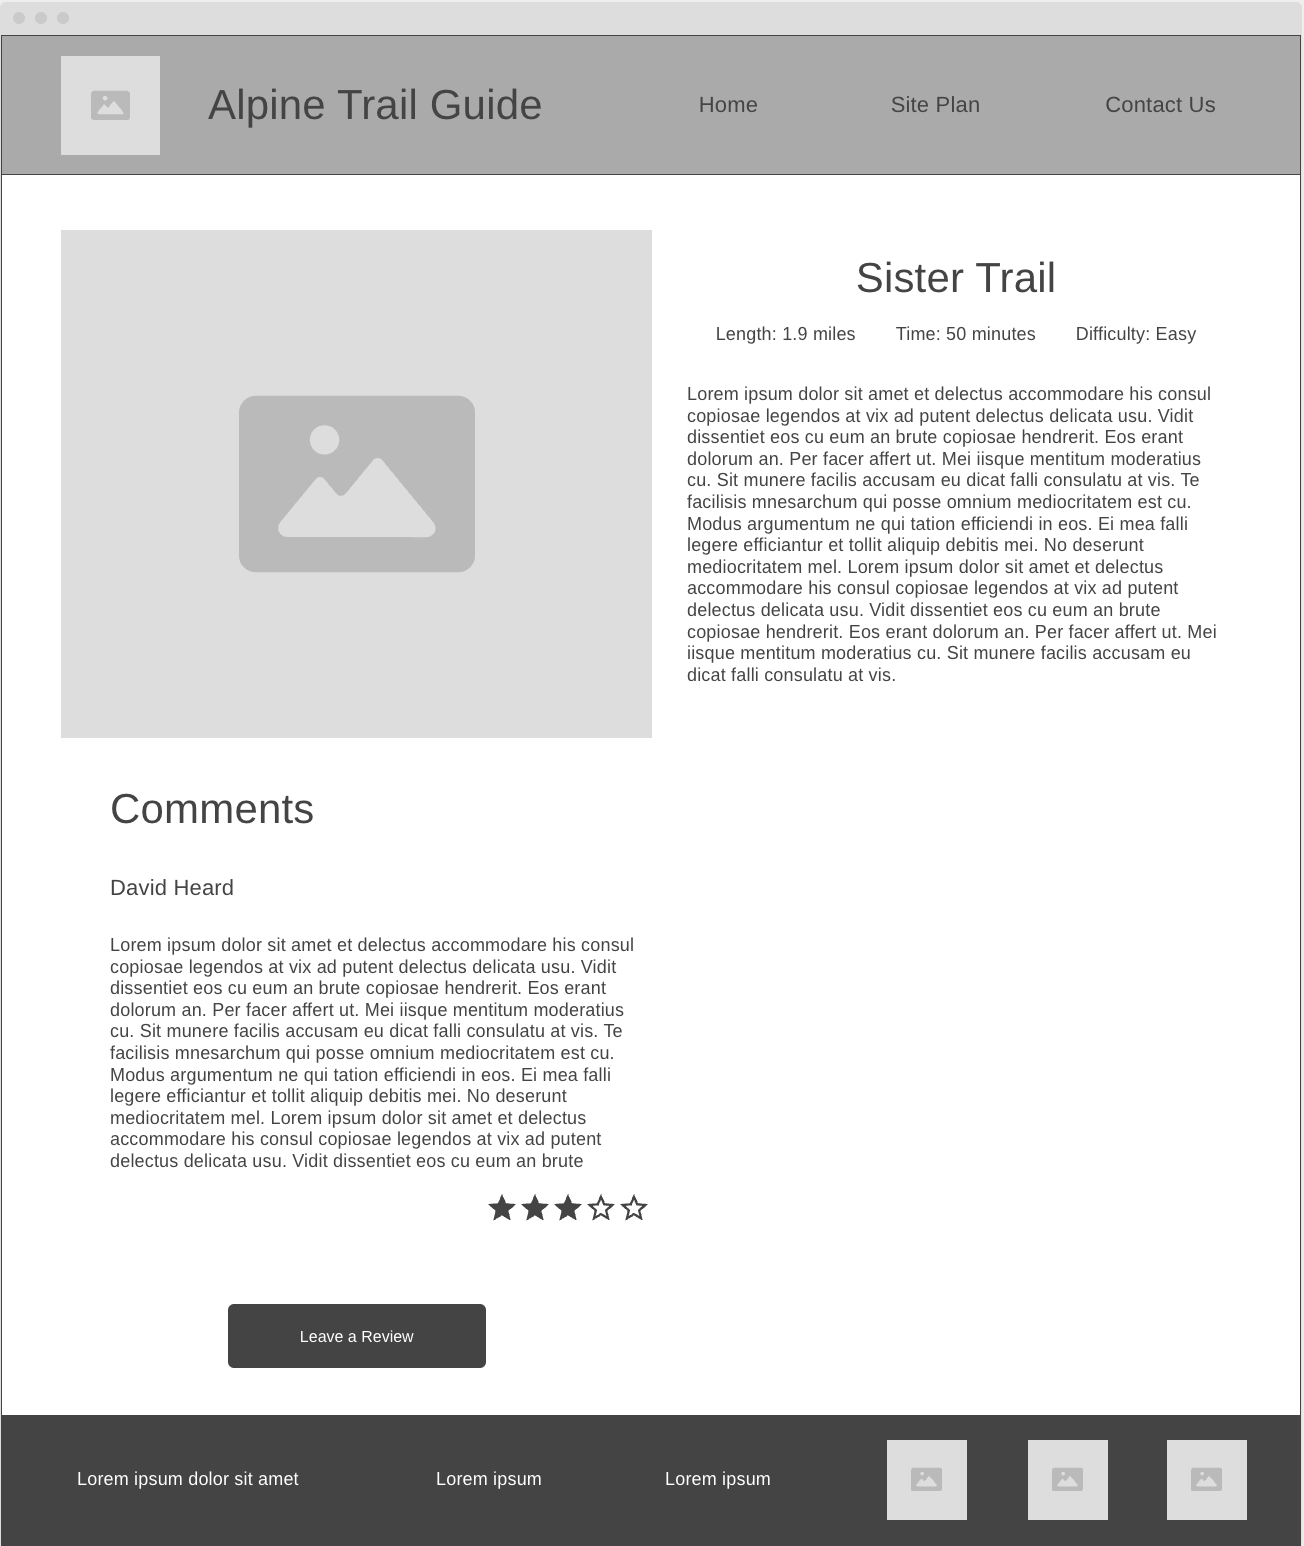 Alpine Trail Guide
Home
Site Plan
Contact Us
Sister Trail
Length: 1.9 miles
Time: 50 minutes
Difficulty: Easy
Lorem ipsum dolor sit amet et delectus accommodare his consul
copiosae legendos at vix ad putent delectus delicata usu. Vidit
dissentiet eos cu eum an brute copiosae hendrerit. Eos erant
dolorum an. Per facer affert ut. Mei iisque mentitum moderatius
cu. Sit munere facilis accusam eu dicat falli consulatu at vis. Te
facilisis mnesarchum qui posse omnium mediocritatem est cu.
Modus argumentum ne qui tation efficiendi in eos. Ei mea falli
legere efficiantur et tollit aliquip debitis mei. No deserunt
mediocritatem mel. Lorem ipsum dolor sit amet et delectus
accommodare his consul copiosae legendos at vix ad putent
delectus delicata usu. Vidit dissentiet eos cu eum an brute
copiosae hendrerit. Eos erant dolorum an. Per facer affert ut. Mei
iisque mentitum moderatius cu. Sit munere facilis accusam eu
dicat falli consulatu at vis.
Comments
David Heard
Lorem ipsum dolor sit amet et delectus accommodare his consul
copiosae legendos at vix ad putent delectus delicata usu. Vidit
dissentiet eos cu eum an brute copiosae hendrerit. Eos erant
dolorum an. Per facer affert ut. Mei iisque mentitum moderatius
cu. Sit munere facilis accusam eu dicat falli consulatu at vis. Te
facilisis mnesarchum qui posse omnium mediocritatem est cu.
Modus argumentum ne qui tation efficiendi in eos. Ei mea falli
legere efficiantur et tollit aliquip debitis mei. No deserunt
mediocritatem mel. Lorem ipsum dolor sit amet et delectus
accommodare his consul copiosae legendos at vix ad putent
delectus delicata usu. Vidit dissentiet eos cu eum an brute
Leave a Review
Lorem ipsum dolor sit amet
Lorem ipsum
Lorem ipsum